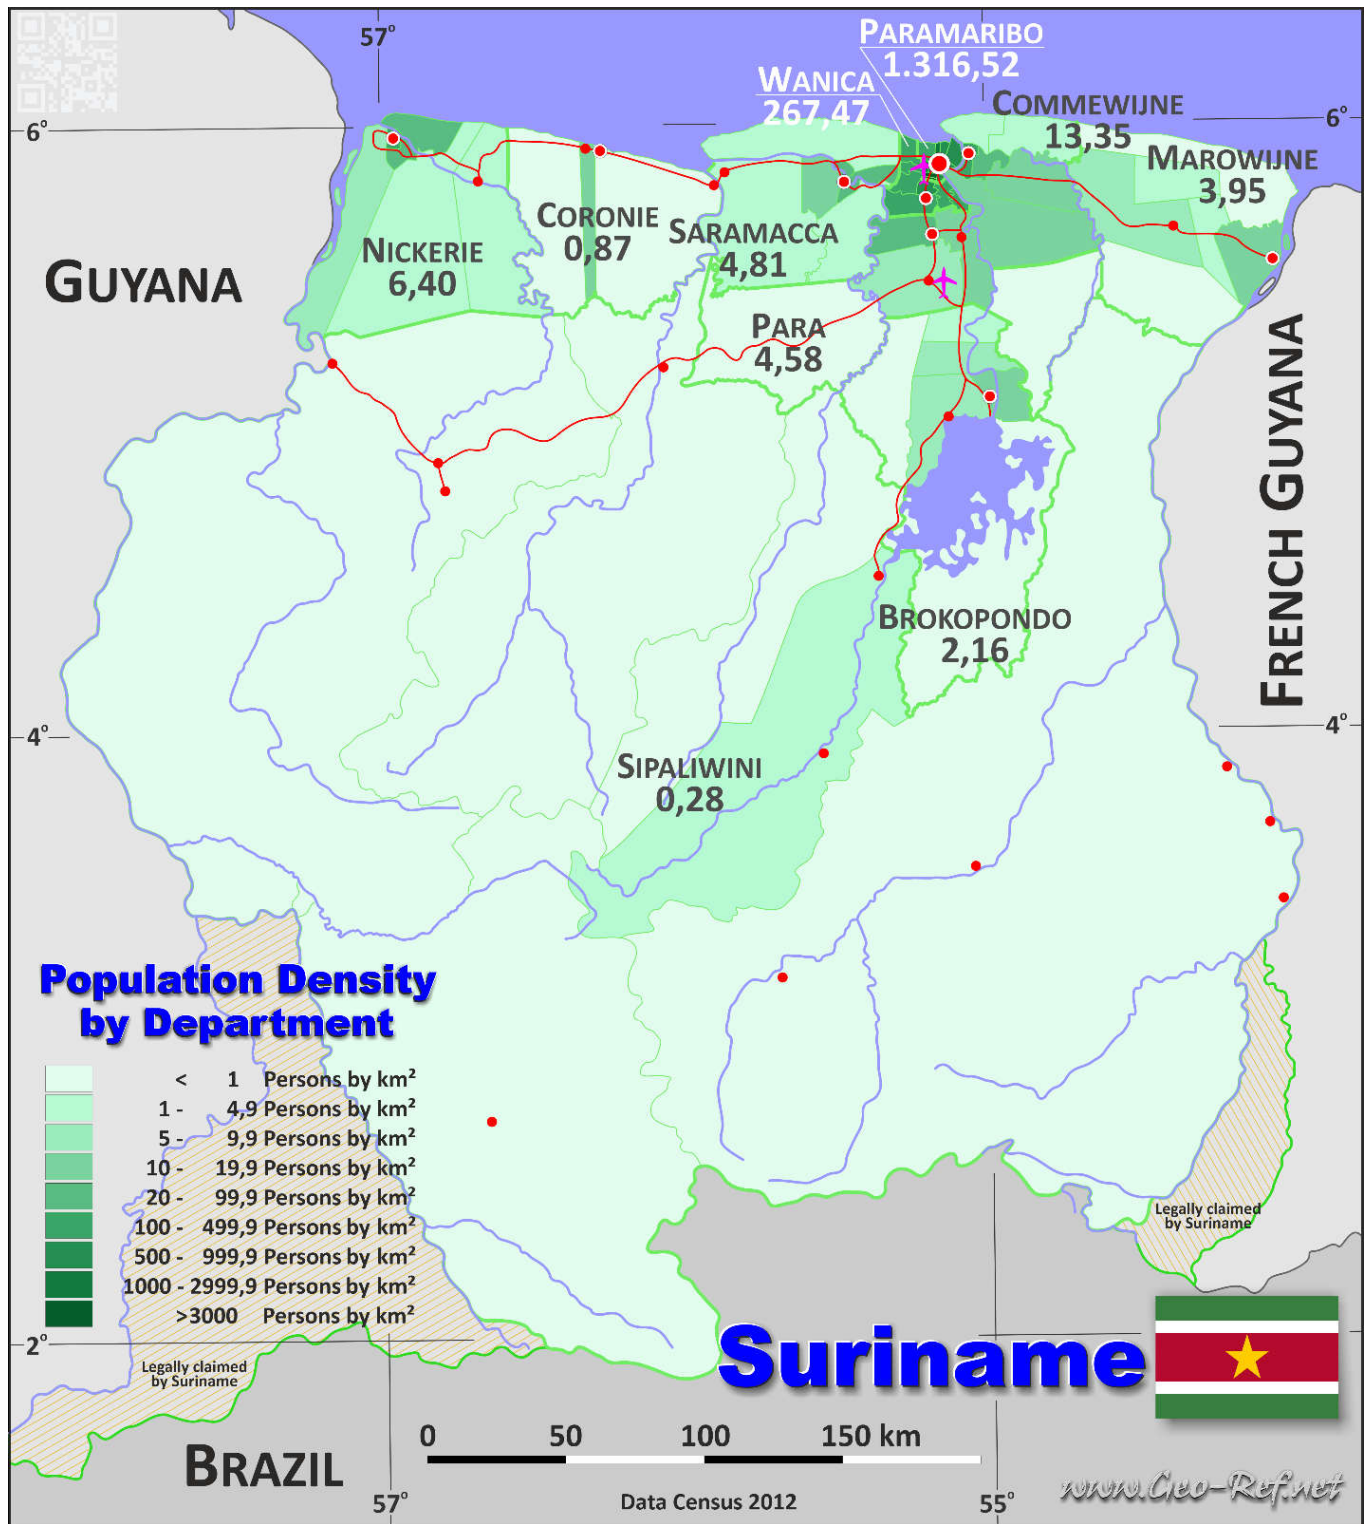 57°
PARAMARIBO
1.316,52
WANICA
267,47
COMMEWIJNE
13,35
6°
6°
MAROWIJNE
3,95
CORONIE
0,87
SARAMACCA
4,81
NICKERIE
6,40
GUYANA
PARA
4,58
FRENCH GUYANA
BROKOPONDO
2,16
4°
4°
SIPALIWINI
0,28
Population Density
by Department
< 1 Persons by km²
1 - 4,9 Persons by km²
5 - 9,9 Persons by km²
10 - 19,9 Persons by km²
20 - 99,9 Persons by km²
100 - 499,9 Persons by km²
500 - 999,9 Persons by km²
1000 - 2999,9 Persons by km²
>3000 Persons by km²
Legally claimed
by Suriname
2°
Legally claimed
by Suriname
Suriname
BRAZIL
0 50 100 150 km
57°
Data Census 2012
55°
www.Geo-Ref.net